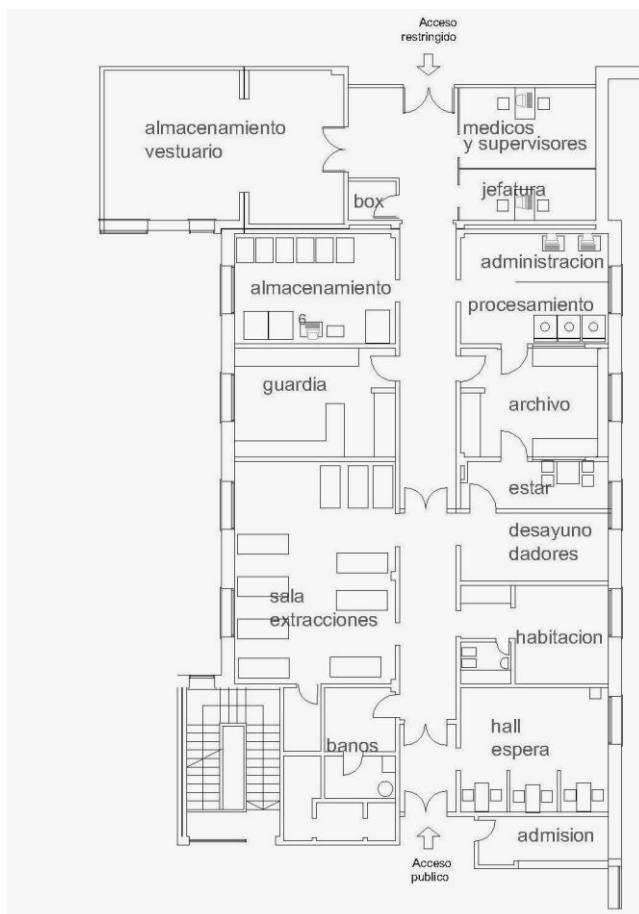 Acceso
restringido
almacenamiento
vestuario
medicos
y supervisores
box
jefatura
administracion
almacenamiento
procesamiento
6
guardia
archivo
estar
desayuno
dadores
sala
extracciones
habitacion
hall
espera
banos
admision
Acceso
publico